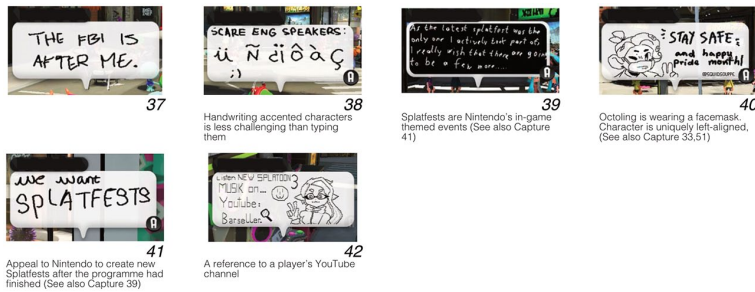 THE FBI IS
AFTER ME.
37
SCARE ENG SPEAKERS:
ü Ñ ċïôàç
;)
38
Handwriting accented characters
is less challenging than typing
them
As the latest splatfest was the
only one I actively took part of,
I really wish that there are going
to be a few more....
39
Splatfests are Nintendo's in-game
themed events (See also Capture
41)
STAY SAFE
and happy
pride month!
40
Octoling is wearing a facemask.
Character is uniquely left-aligned,
(See also Capture 33,51)
we want
SPLATFESTS
41
Appeal to Nintendo to create new
Splatfests after the programme had
finished (See also Capture 39)
Listen NEW SPLATOON3
MUSIK on...
Youtube:
Barseller.
42
A reference to a player's YouTube
channel